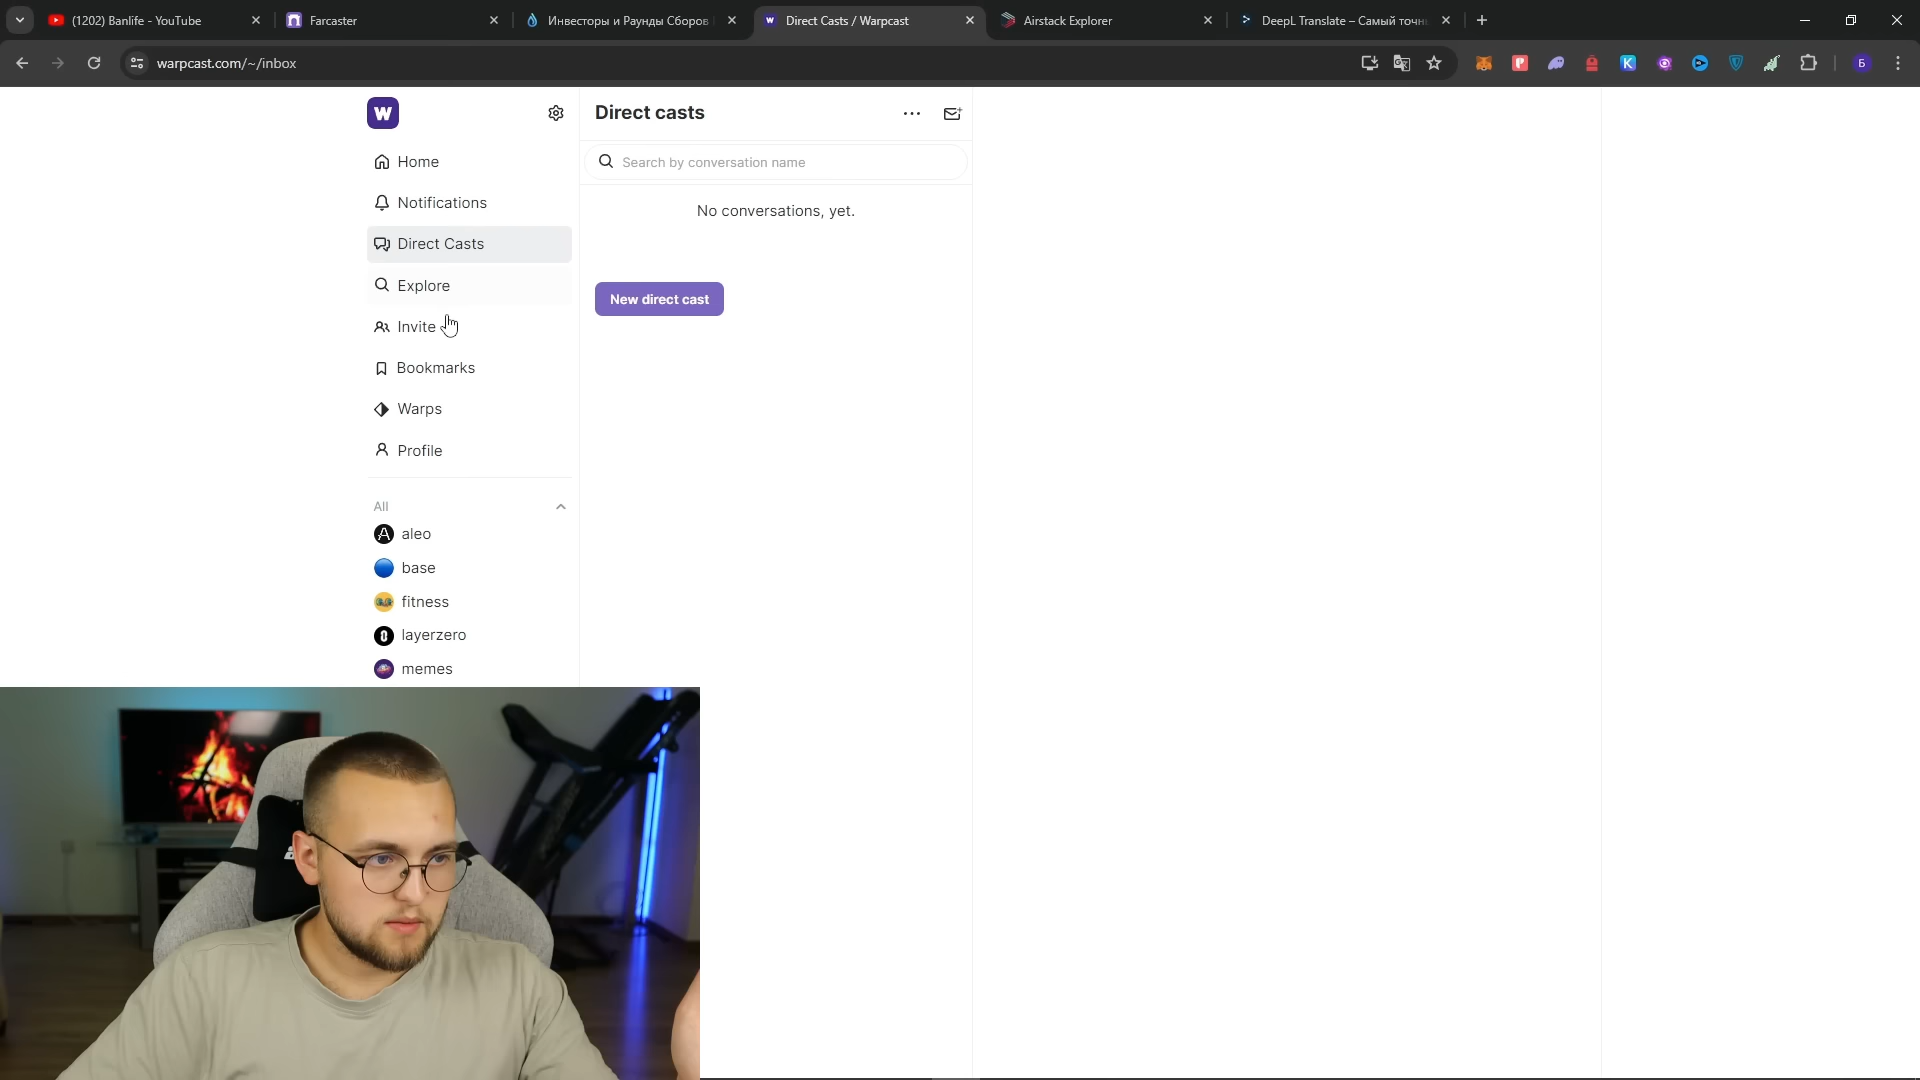 (1202) Banlife - YouTube
Farcaster
Инвесторы и Раунды Сборов
Direct Casts / Warpcast
Airstack Explorer
DeepL Translate – Самый точн
warpcast.com/~/inbox
P
K
Б
W
Home
Notifications
Direct Casts
Explore
Invite
Bookmarks
Warps
Profile
All
aleo
base
fitness
layerzero
memes
Direct casts
Search by conversation name
No conversations, yet.
New direct cast